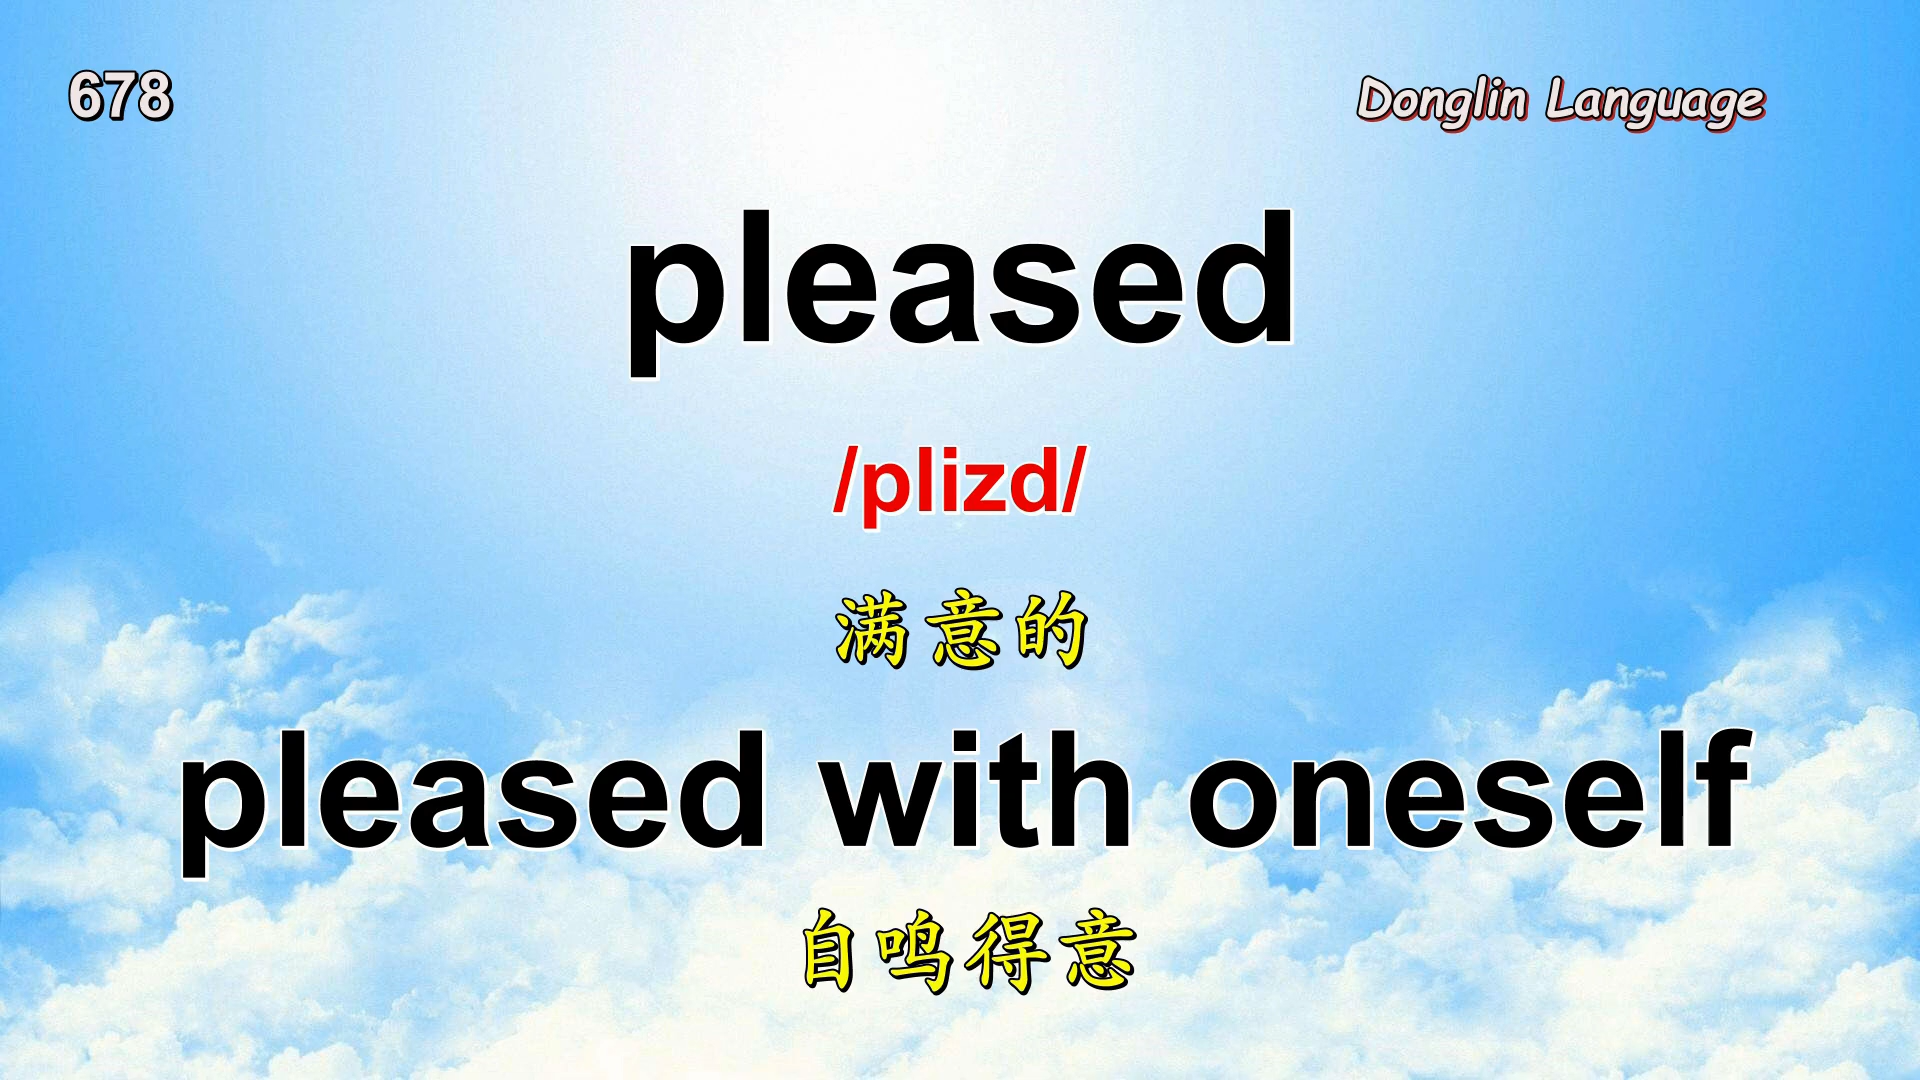 678
Donglin Language
pleased
/plizd/
满意的
pleased with oneself
自鸣得意